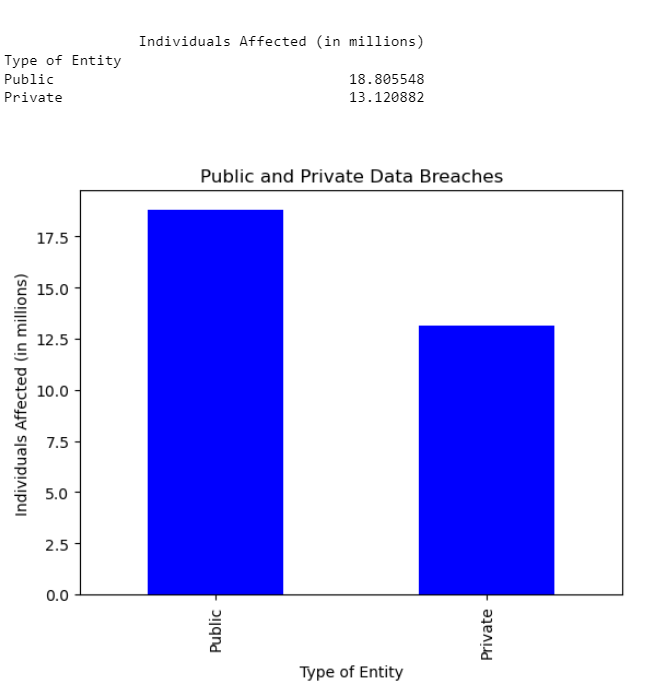 Individuals Affected (in millions)
Type of Entity
Public 18.805548
Private 13.120882
Public and Private Data Breaches
Individuals Affected (in millions)
17.5
15.0
12.5
10.0
7.5
5.0
2.5
0.0
Public
Private
Type of Entity